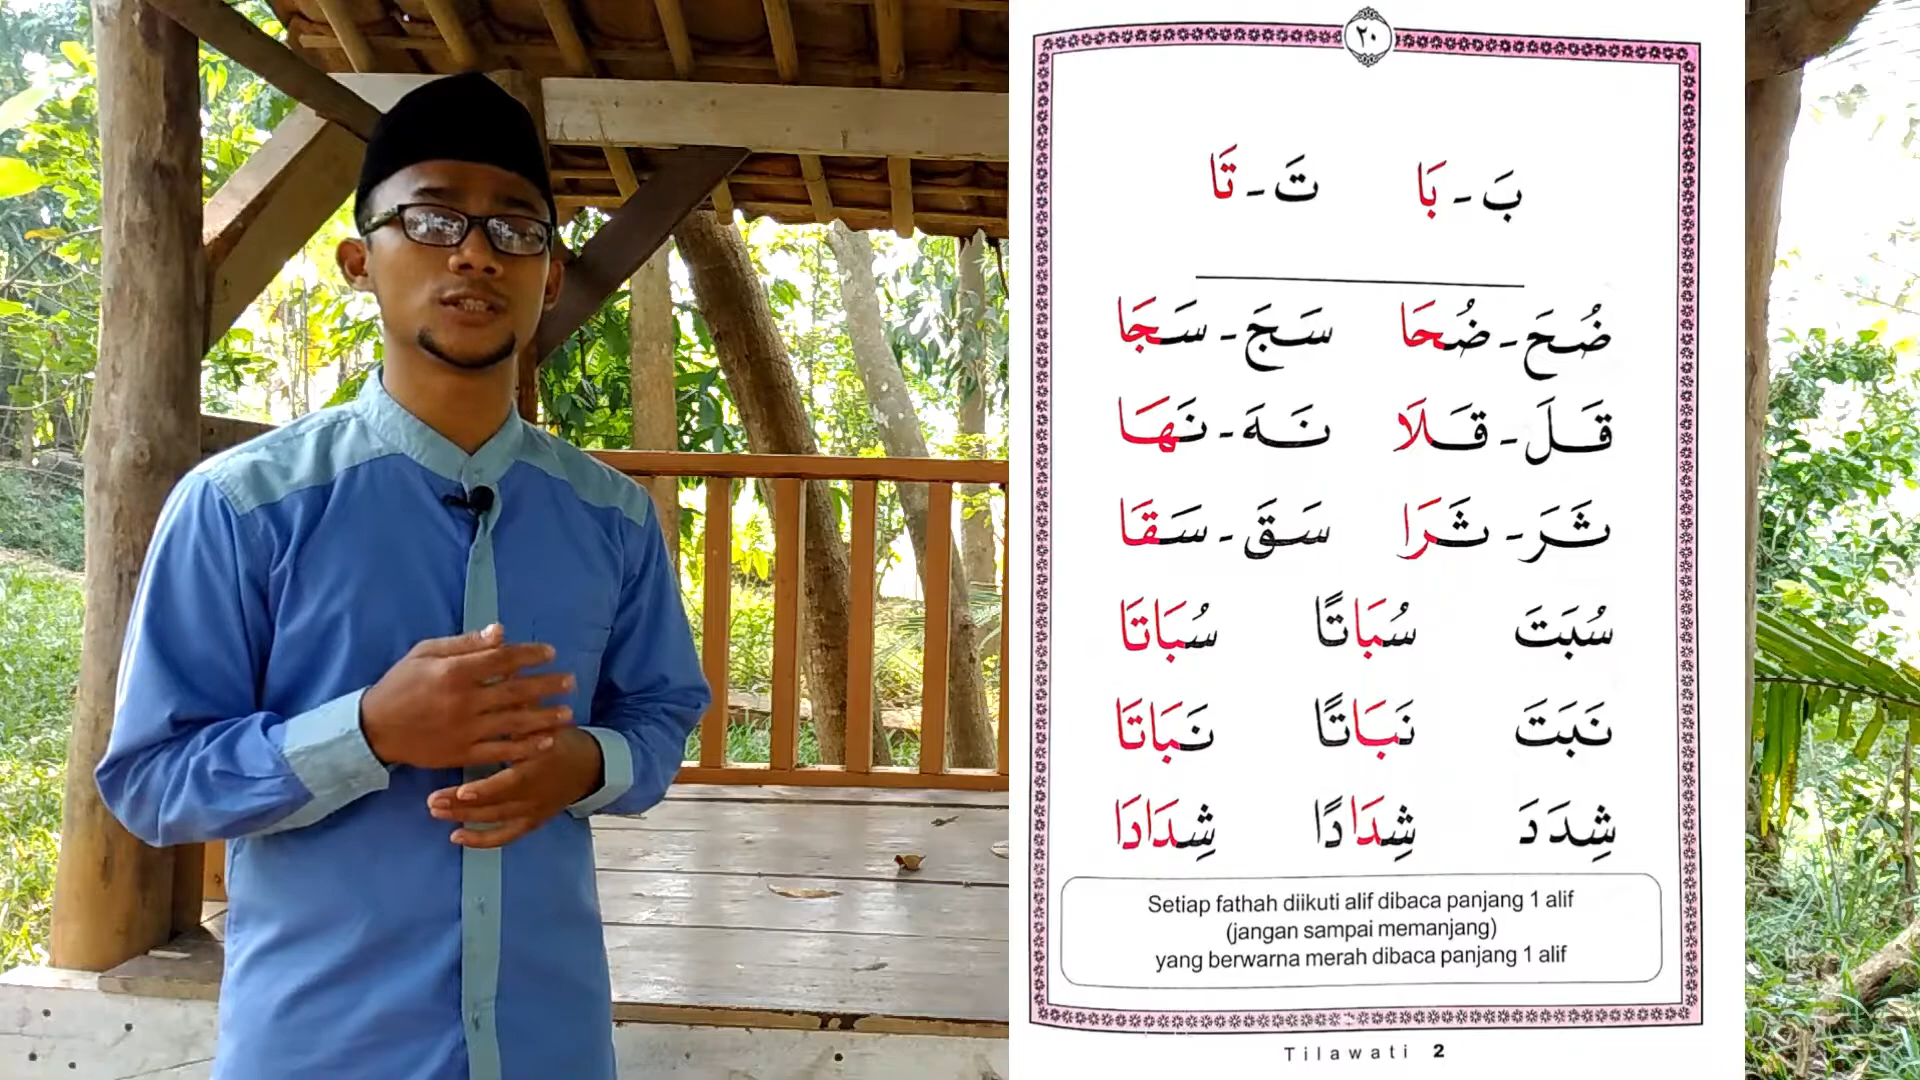 ٢٠
بَ - بَا تَ - تَا
ضُحَ - ضُحَا سَجَ - سَجَا
قَلَ - قَلَا نَهَ - نَهَا
ثَرَ - ثَرَا سَقَ - سَقَا
سُبَتَ سُبَاتًا سُبَاتَا
نَبَتَ نَبَاتًا نَبَاتَا
شِدَدَ شِدَادًا شِدَادَا
Setiap fathah diikuti alif dibaca panjang 1 alif
(jangan sampai memanjang)
yang berwarna merah dibaca panjang 1 alif
Tilawati 2